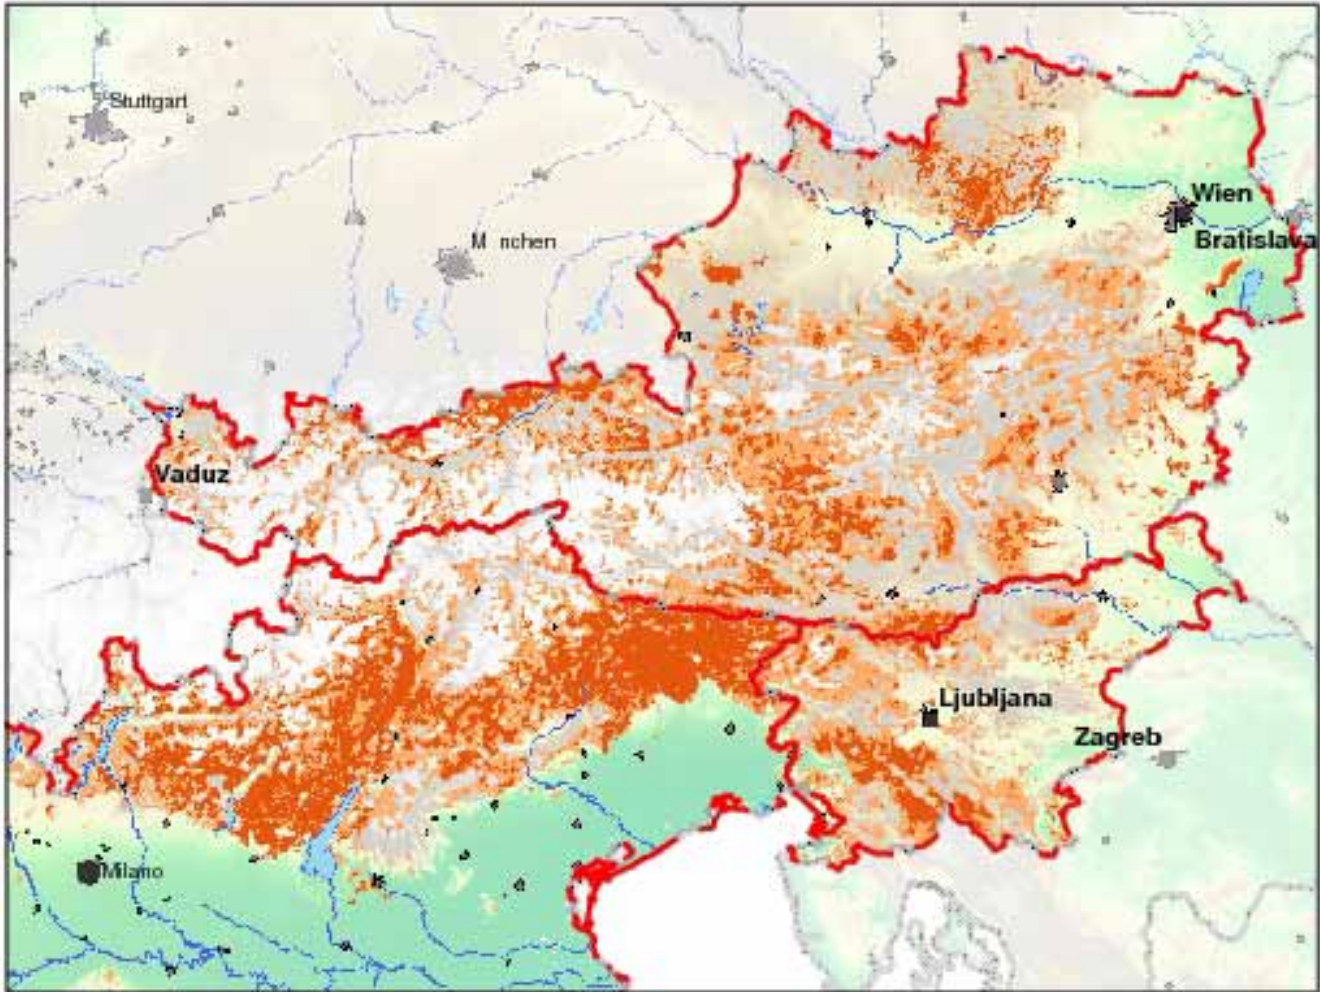 Stuttgart
Wien
M nchen
Bratislava
Vaduz
Ljubljana
Zagreb
Milano